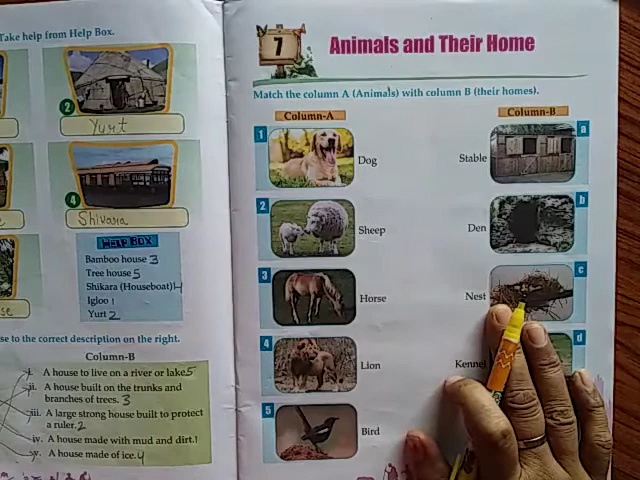 Take help from Help Box.
2
Yurt
4
Shikara
HELP BOX
Bamboo house 3
Tree house 5
Shikara (Houseboat) 4
Igloo 1
Yurt 2
se to the correct description on the right.
Column-B
i. A house to live on a river or lake. 5
ii. A house built on the trunks and
branches of trees. 3
iii. A large strong house built to protect
a ruler. 2
iv. A house made with mud and dirt. 1
v. A house made of ice. 4
7
Animals and Their Home
Match the column A (Animals) with column B (their homes).
Column-A
Column-B
1
Dog
Stable
a
2
Sheep
Den
b
3
Horse
Nest
c
4
Lion
Kennel
d
5
Bird